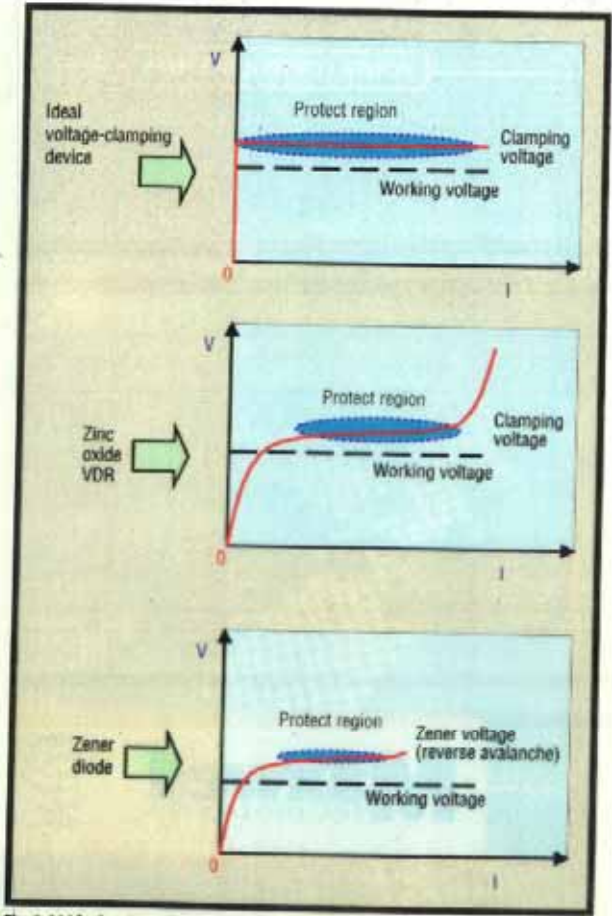 V
Ideal
voltage-clamping
device
Protect region
Clamping
voltage
Working voltage
0
I
V
Zinc
oxide
VDR
Protect region
Clamping
voltage
Working voltage
0
I
V
Zener
diode
Protect region
Zener voltage
(reverse avalanche)
Working voltage
0
I